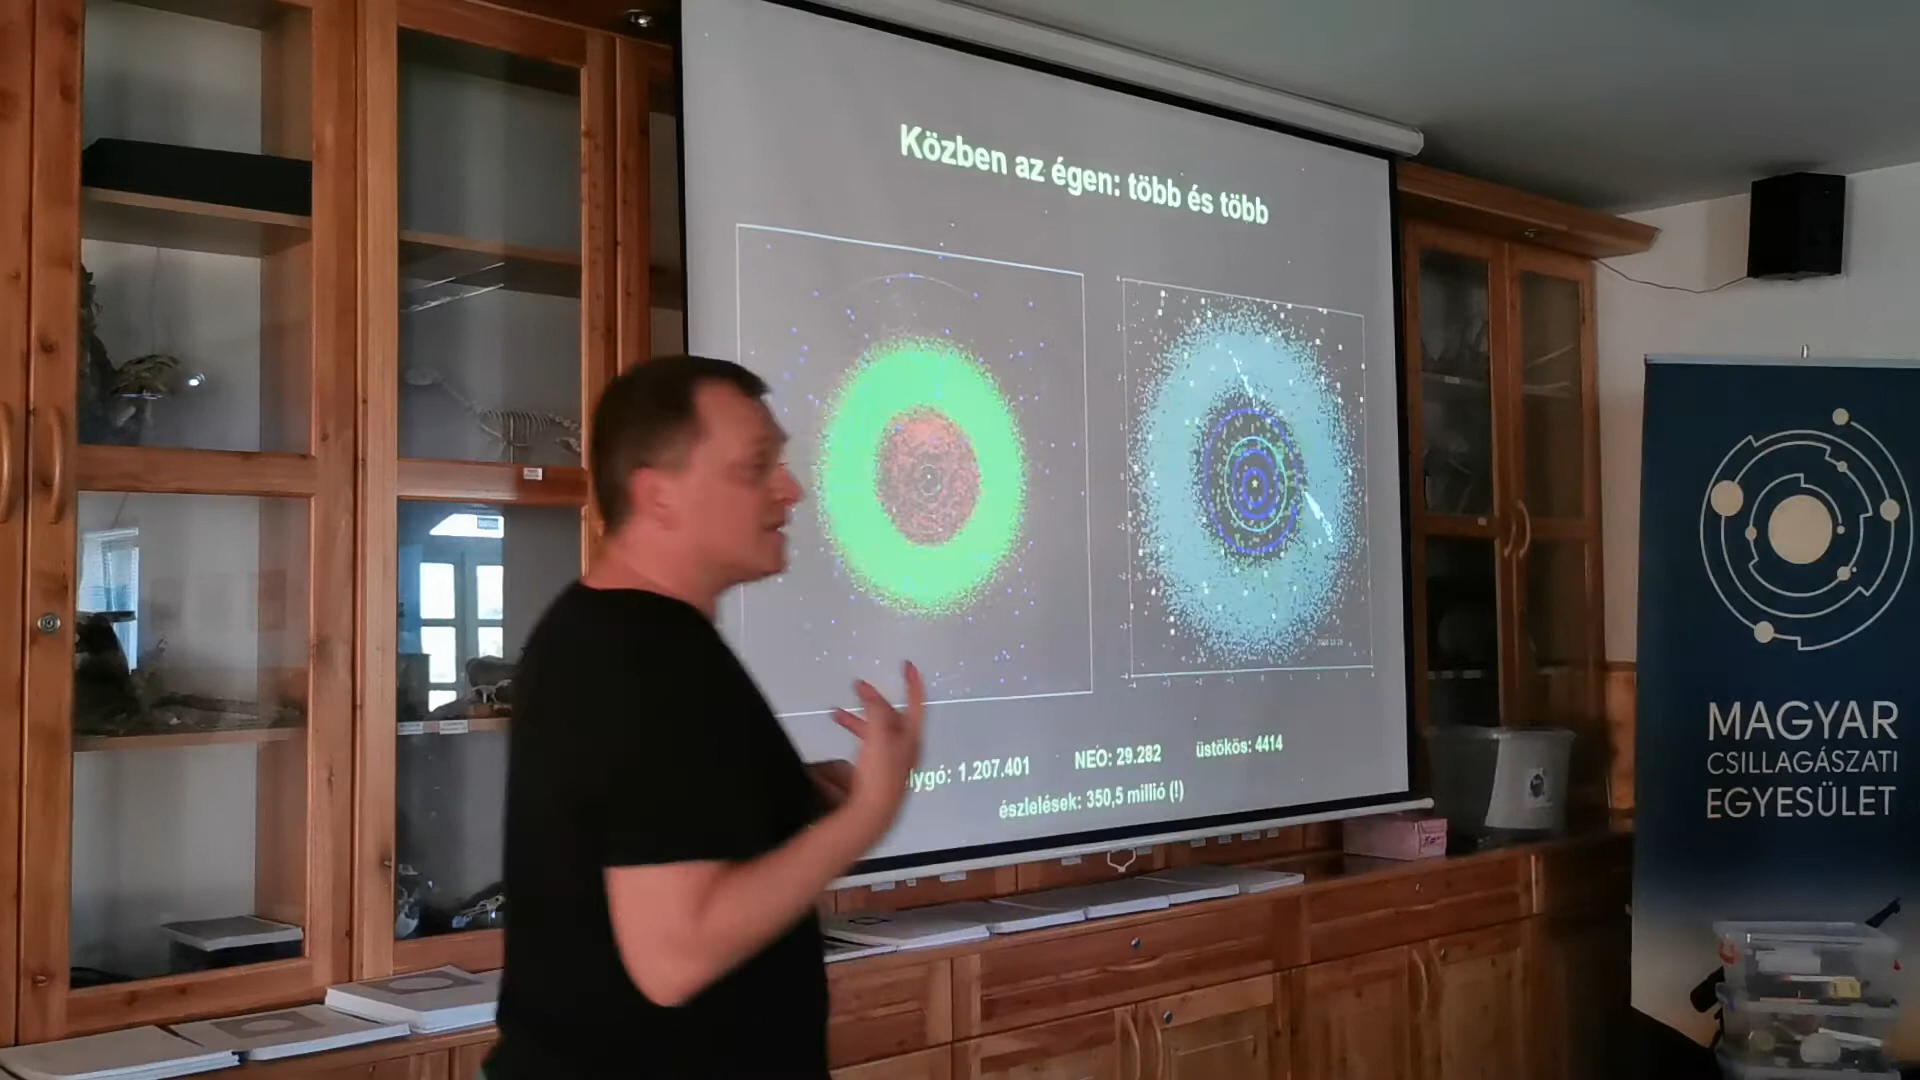 Közben az égen: több és több
lygó: 1.207.401 NEO: 29.282 üstökös: 4414
észlelések: 350,5 millió (!)
MAGYAR
CSILLAGÁSZATI
EGYESÜLET